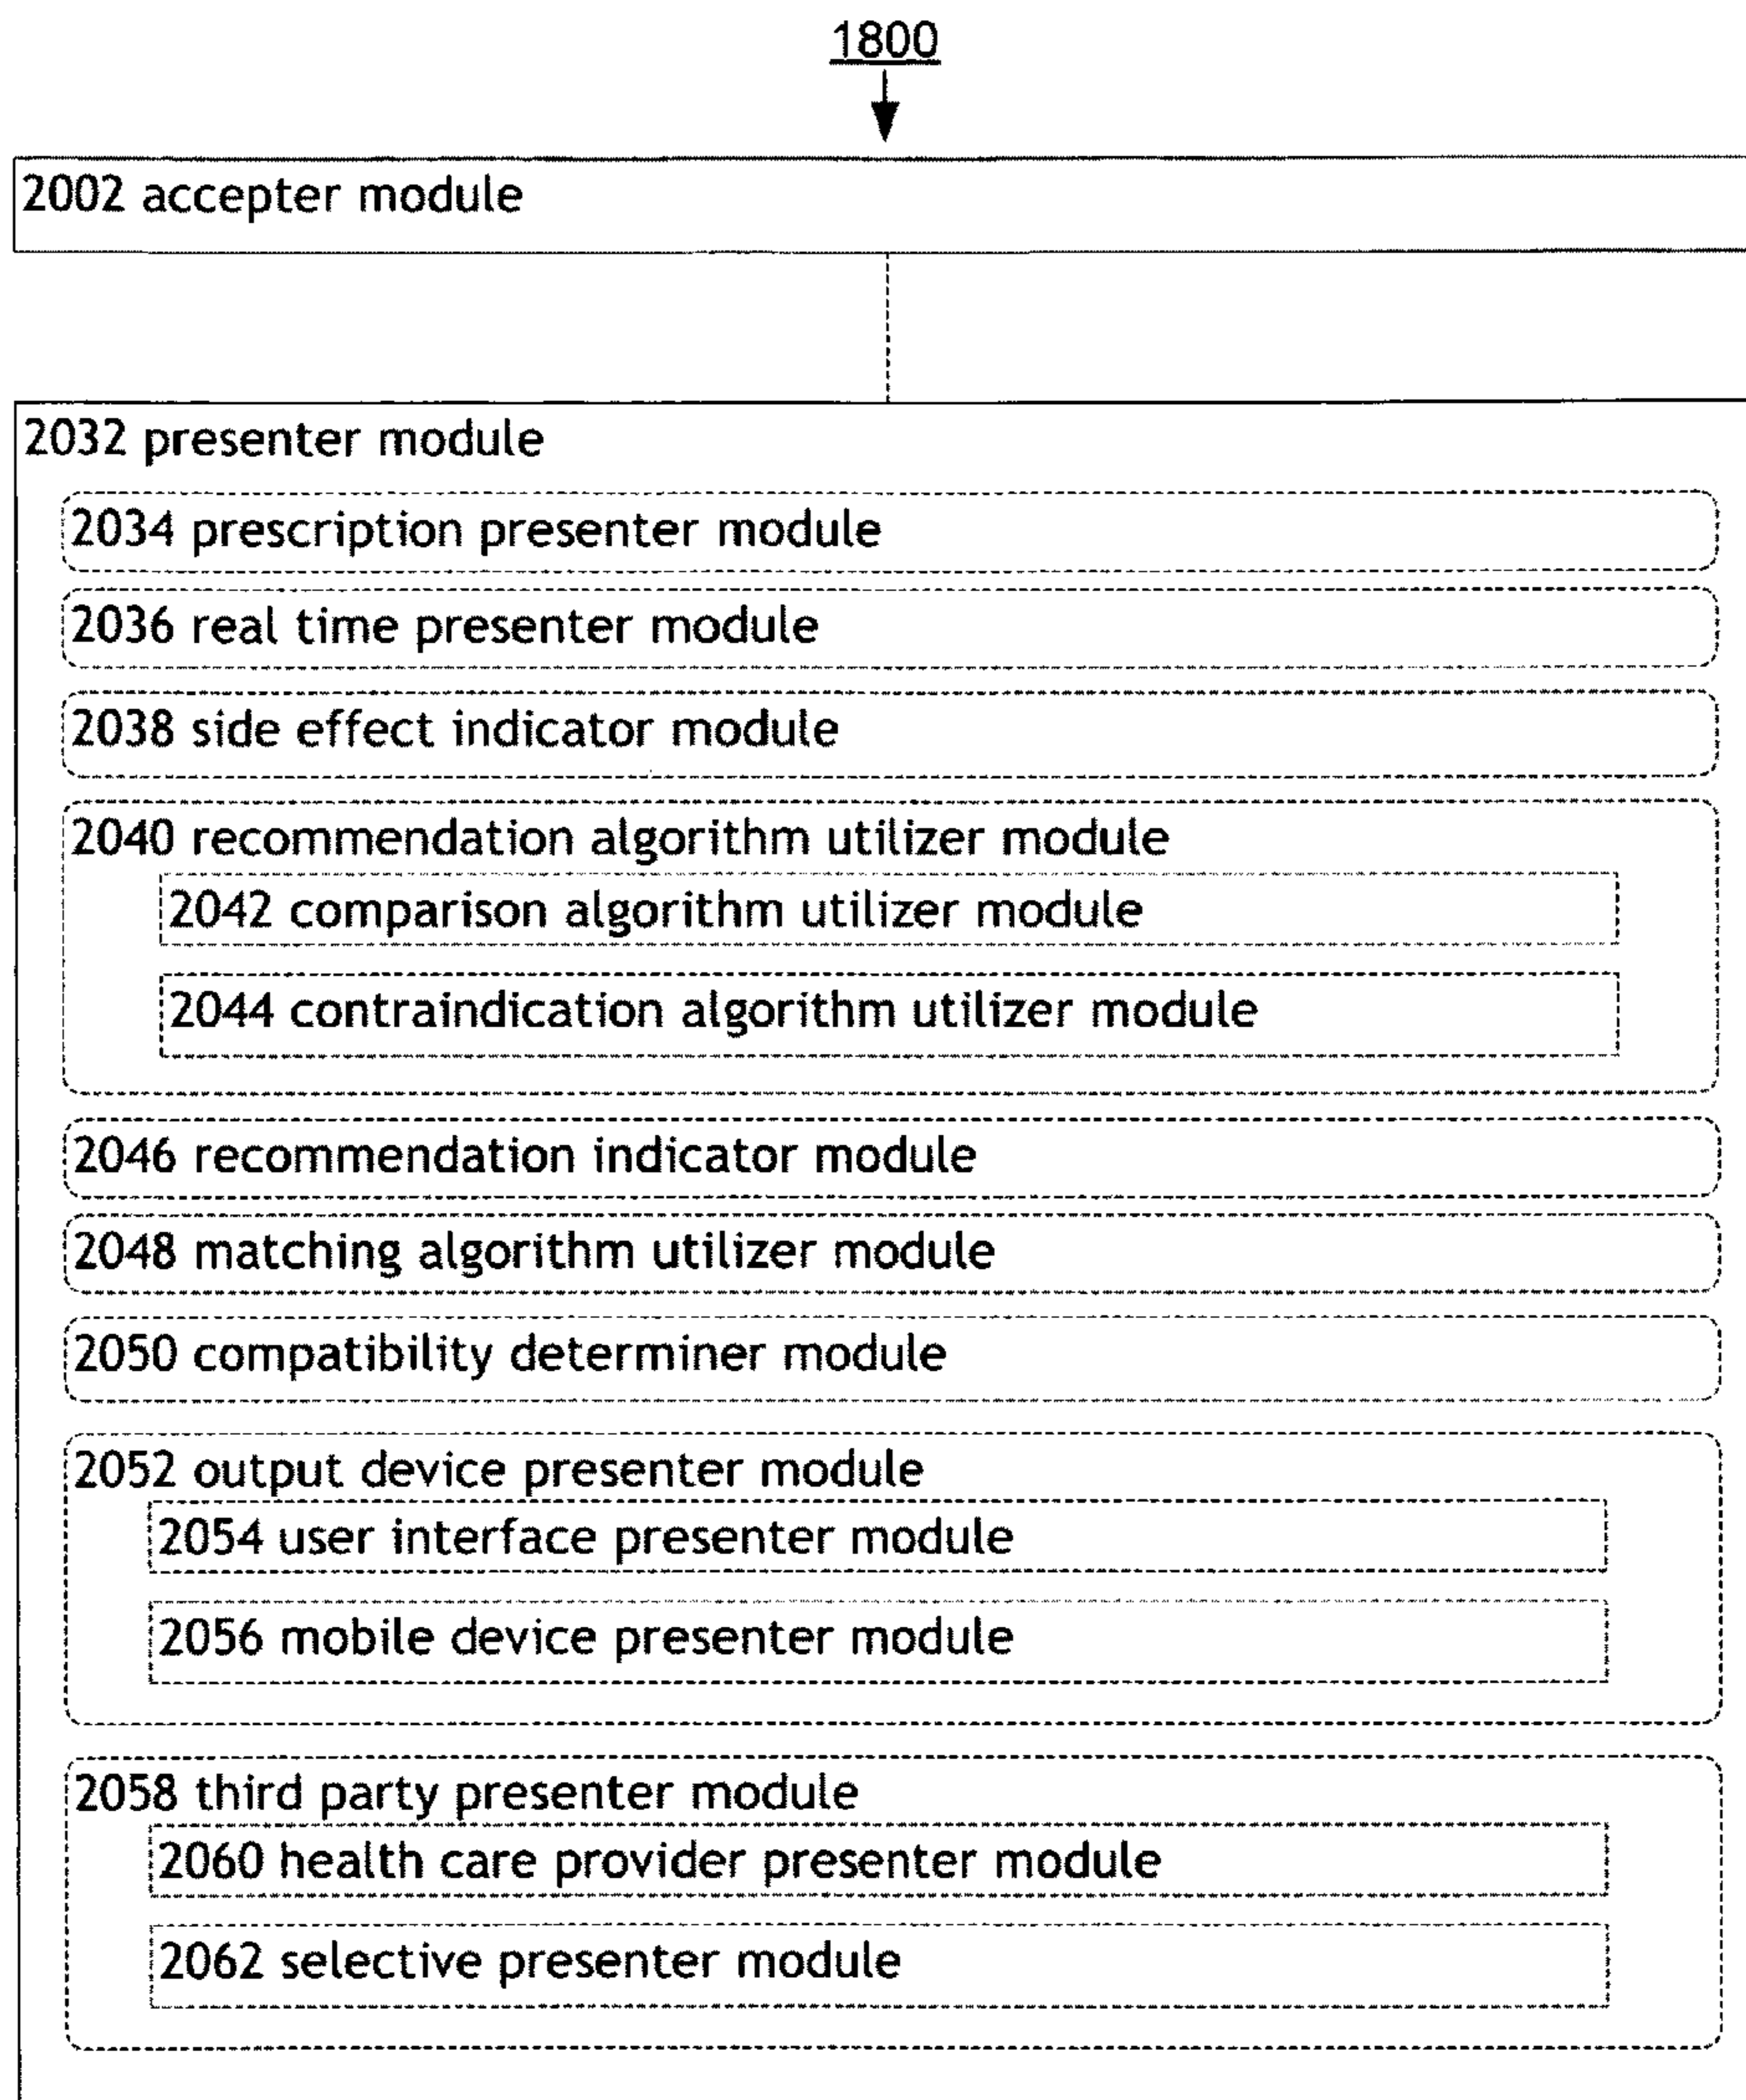 1800
2002 accepter module
2032 presenter module
2034 prescription presenter module
2036 real time presenter module
2038 side effect indicator module
2040 recommendation algorithm utilizer module
2042 comparison algorithm utilizer module
2044 contraindication algorithm utilizer module
2046 recommendation indicator module
2048 matching algorithm utilizer module
2050 compatibility determiner module
2052 output device presenter module
2054 user interface presenter module
2056 mobile device presenter module
2058 third party presenter module
2060 health care provider presenter module
2062 selective presenter module